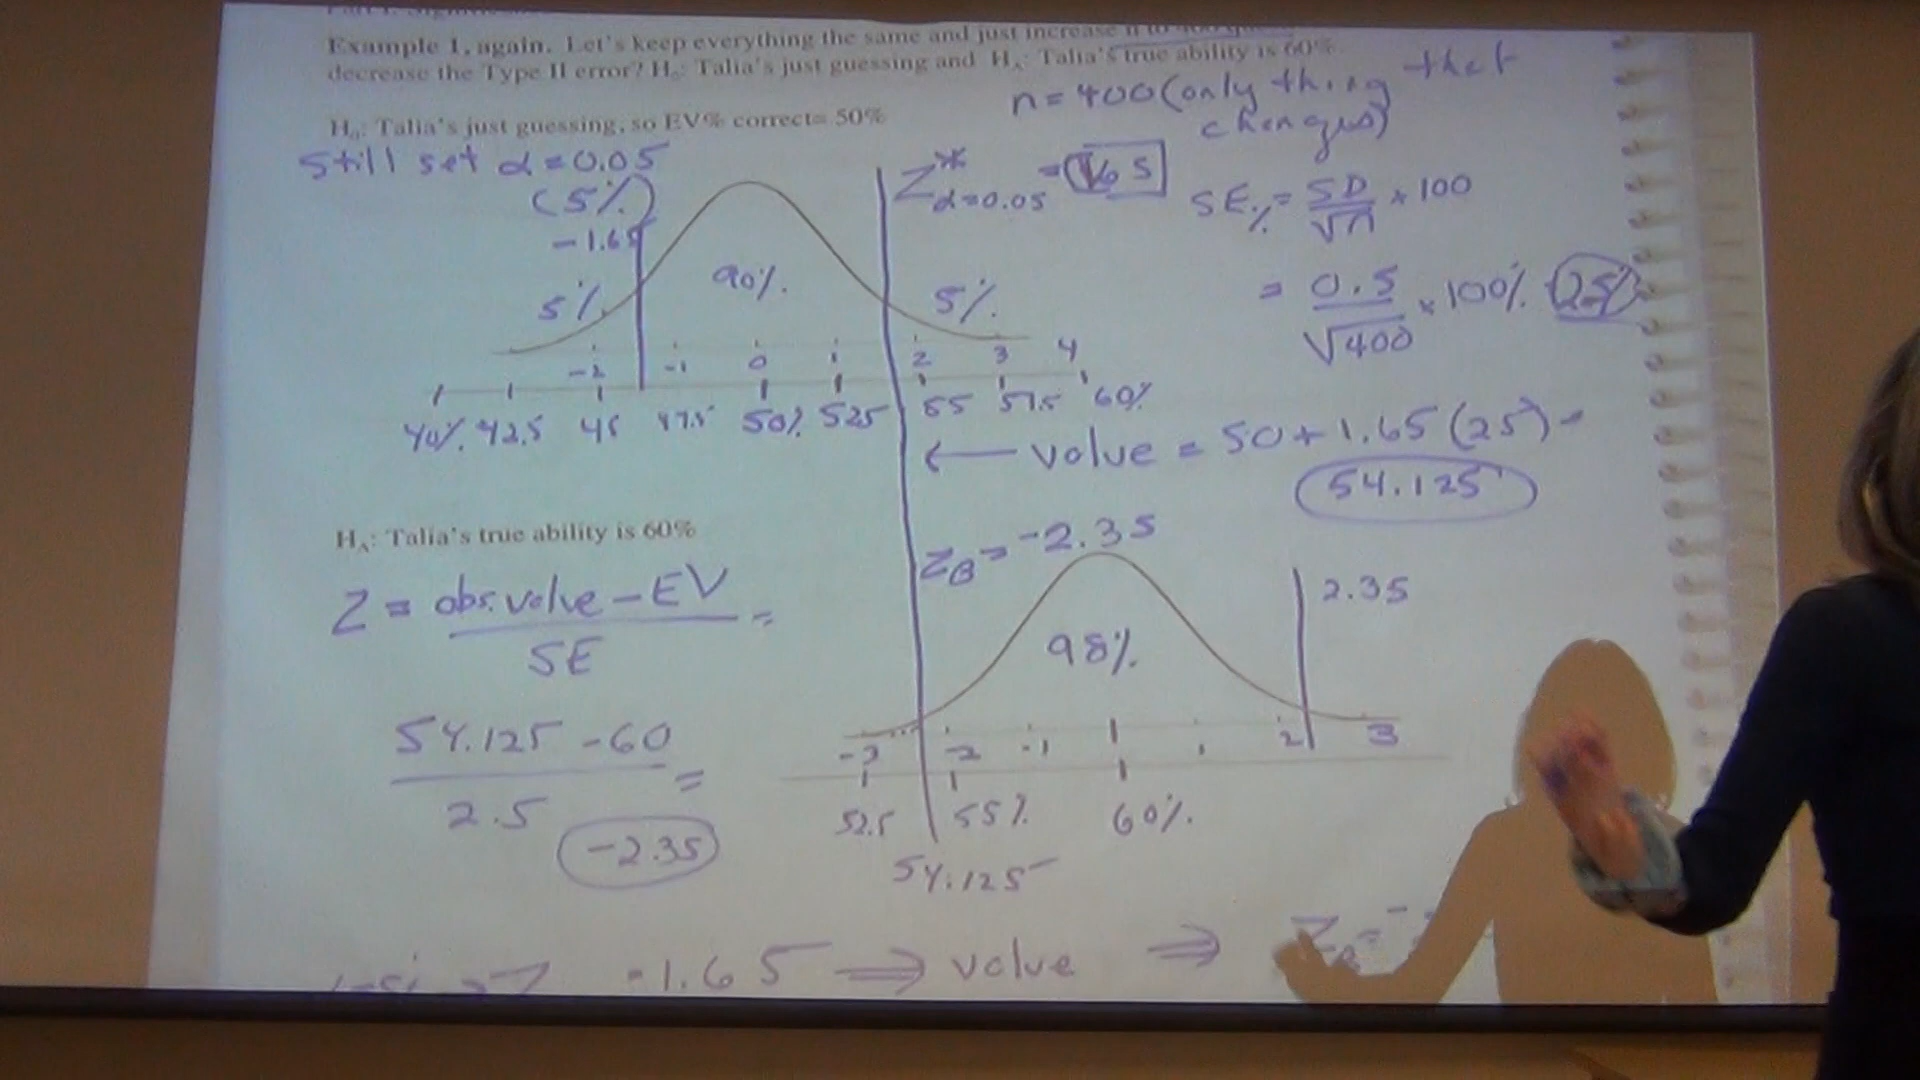 Example 1, again. Let's keep everything the same and just increase n to 400
decrease the Type II error? H₀: Talia's just guessing and Hₐ: Talia's true ability is 60%
n = 400 (only thing that changes)
H₀: Talia's just guessing, so EV% correct= 50%
Still set α = 0.05
(5%)
Z*α=0.05 = 1.65
SE% = SD/√n * 100
-1.65
5% 90% 5%
= 0.5/√400 * 100% 2.5%
-2 -1 0 1 2 3 4
40% 42.5 45 47.5 50% 52.5 55 57.5 60%
← value = 50 + 1.65 (2.5) =
54.125
Hₐ: Talia's true ability is 60%
Z_B = -2.35
2.35
Z = obs. value - EV / SE =
98%
54.125 - 60 / 2.5 =
-2.35
-3 -2 -1 1 2 3
52.5 55% 60%
54.125
1.65 ⇒ value ⇒